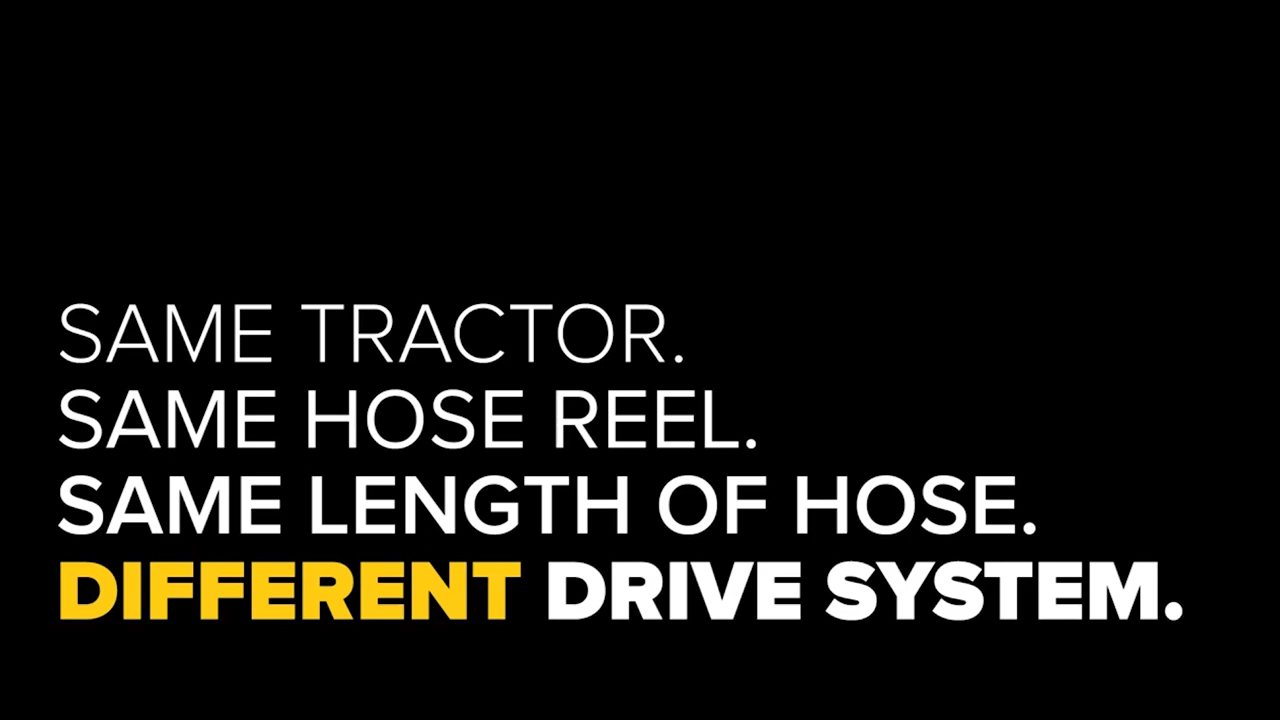 SAME TRACTOR.
SAME HOSE REEL.
SAME LENGTH OF HOSE.
DIFFERENT DRIVE SYSTEM.